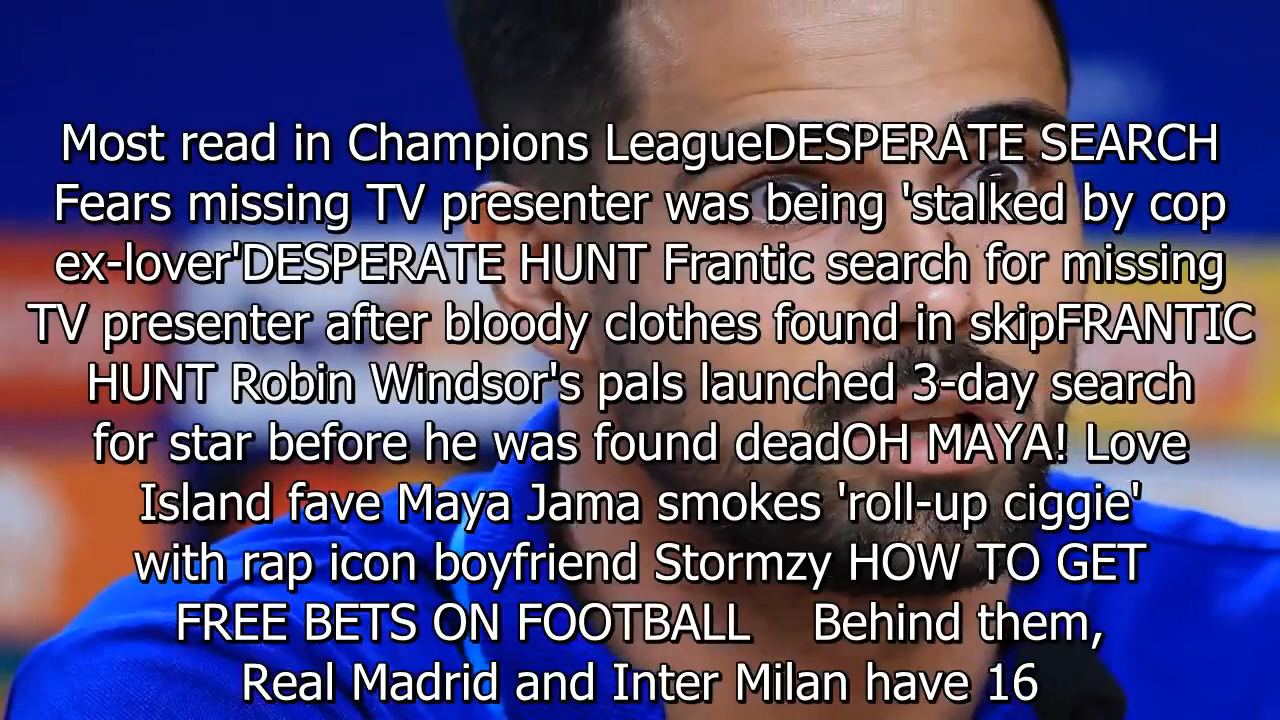 Most read in Champions LeagueDESPERATE SEARCH
Fears missing TV presenter was being 'stalked by cop
ex-lover'DESPERATE HUNT Frantic search for missing
TV presenter after bloody clothes found in skipFRANTIC
HUNT Robin Windsor's pals launched 3-day search
for star before he was found deadOH MAYA! Love
Island fave Maya Jama smokes 'roll-up ciggie'
with rap icon boyfriend Stormzy HOW TO GET
FREE BETS ON FOOTBALL Behind them,
Real Madrid and Inter Milan have 16